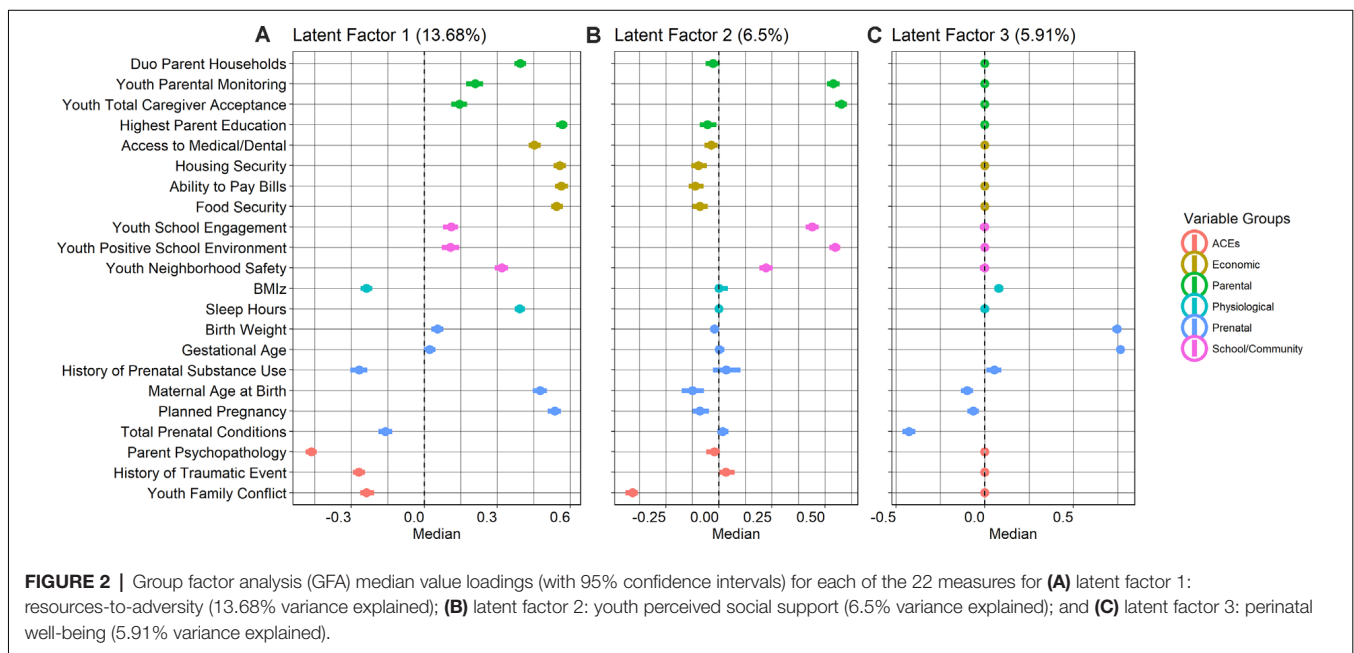 A Latent Factor 1 (13.68%)
B Latent Factor 2 (6.5%)
C Latent Factor 3 (5.91%)
Duo Parent Households
Youth Parental Monitoring
Youth Total Caregiver Acceptance
Highest Parent Education
Access to Medical/Dental
Housing Security
Ability to Pay Bills
Food Security
Youth School Engagement
Youth Positive School Environment
Youth Neighborhood Safety
BMIz
Sleep Hours
Birth Weight
Gestational Age
History of Prenatal Substance Use
Maternal Age at Birth
Planned Pregnancy
Total Prenatal Conditions
Parent Psychopathology
History of Traumatic Event
Youth Family Conflict
-0.3 0.0 0.3 0.6
Median
-0.25 0.00 0.25 0.50
Median
-0.5 0.0 0.5
Median
Variable Groups
ACEs
Economic
Parental
Physiological
Prenatal
School/Community
FIGURE 2 | Group factor analysis (GFA) median value loadings (with 95% confidence intervals) for each of the 22 measures for (A) latent factor 1:
resources-to-adversity (13.68% variance explained); (B) latent factor 2: youth perceived social support (6.5% variance explained); and (C) latent factor 3: perinatal
well-being (5.91% variance explained).